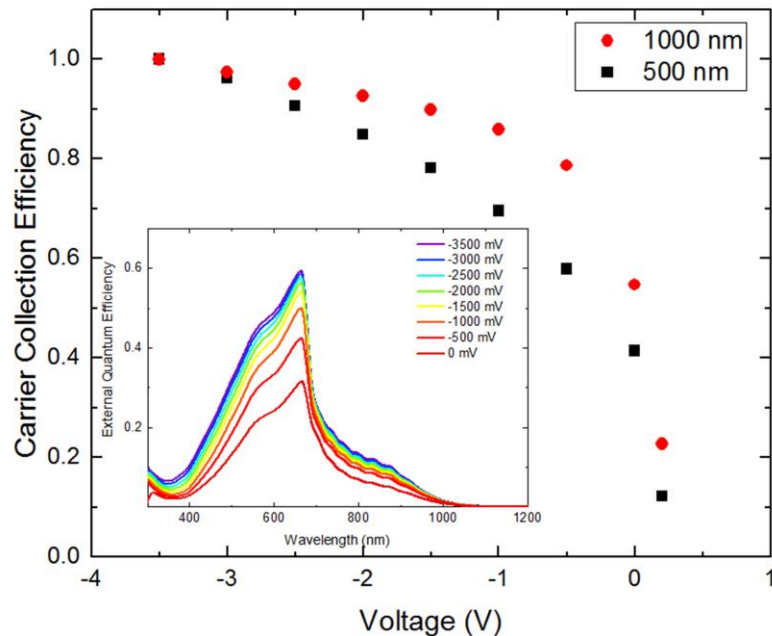 1000 nm
500 nm
Carrier Collection Efficiency
1.0
0.8
0.6
0.4
0.2
0.0
-4
-3
-2
-1
0
1
Voltage (V)
External Quantum Efficiency
0.6
0.4
0.2
400
600
800
1000
1200
Wavelength (nm)
-3500 mV
-3000 mV
-2500 mV
-2000 mV
-1500 mV
-1000 mV
-500 mV
0 mV